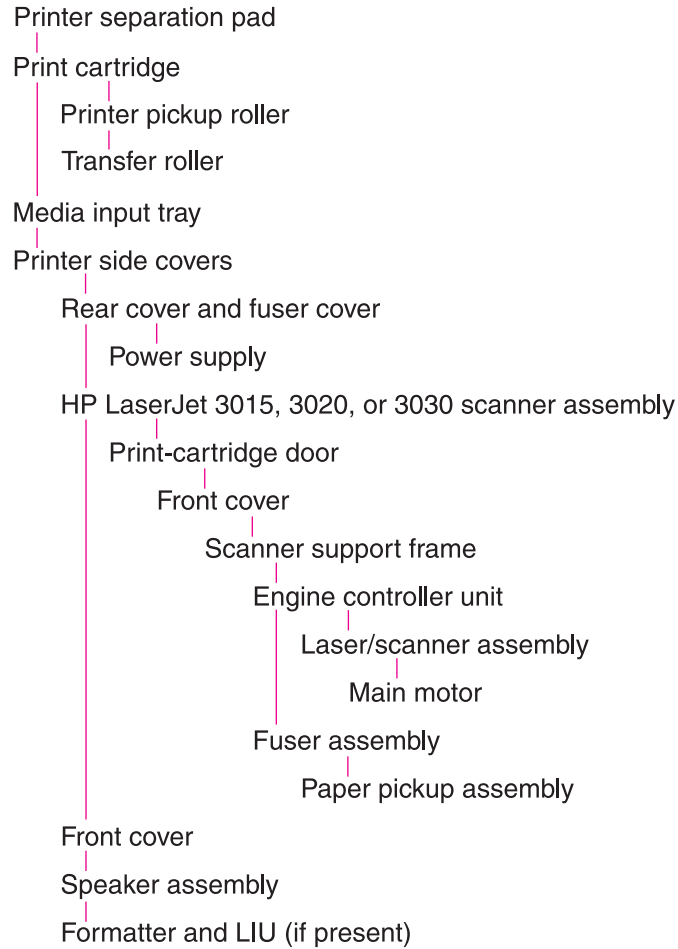 Printer separation pad
Print cartridge
Printer pickup roller
Transfer roller
Media input tray
Printer side covers
Rear cover and fuser cover
Power supply
HP LaserJet 3015, 3020, or 3030 scanner assembly
Print-cartridge door
Front cover
Scanner support frame
Engine controller unit
Laser/scanner assembly
Main motor
Fuser assembly
Paper pickup assembly
Front cover
Speaker assembly
Formatter and LIU (if present)